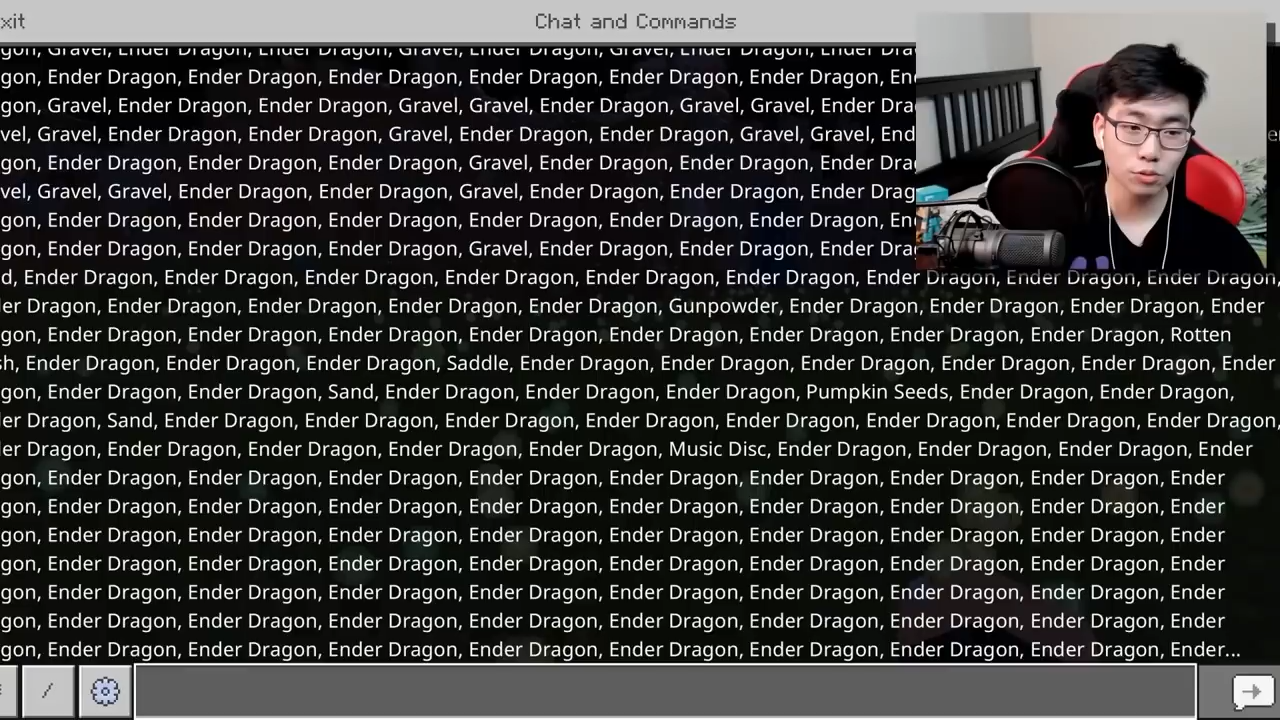 xit
Chat and Commands
gon, Gravel, Ender Dragon, Ender Dragon, Gravel, Ender Dragon, Gravel, Ender Dragon, Ender Dra
gon, Ender Dragon, Ender Dragon, Ender Dragon, Ender Dragon, Ender Dragon, Ender Dragon, En
gon, Gravel, Ender Dragon, Ender Dragon, Gravel, Gravel, Ender Dragon, Gravel, Gravel, Ender Dra
vel, Gravel, Ender Dragon, Ender Dragon, Gravel, Ender Dragon, Ender Dragon, Gravel, Gravel, End
gon, Ender Dragon, Ender Dragon, Ender Dragon, Gravel, Ender Dragon, Ender Dragon, Ender Dra
vel, Gravel, Gravel, Ender Dragon, Ender Dragon, Gravel, Ender Dragon, Ender Dragon, Ender Drag
gon, Ender Dragon, Ender Dragon, Ender Dragon, Ender Dragon, Ender Dragon, Ender Dragon, En
gon, Ender Dragon, Ender Dragon, Ender Dragon, Gravel, Ender Dragon, Ender Dragon, Ender Dra
d, Ender Dragon, Ender Dragon, Ender Dragon, Ender Dragon, Ender Dragon, Ender Dragon, Ender Dragon, Ender Dragon, Ender Dragon,
er Dragon, Ender Dragon, Ender Dragon, Ender Dragon, Ender Dragon, Gunpowder, Ender Dragon, Ender Dragon, Ender Dragon, Ender
gon, Ender Dragon, Ender Dragon, Ender Dragon, Ender Dragon, Ender Dragon, Ender Dragon, Ender Dragon, Ender Dragon, Rotten
sh, Ender Dragon, Ender Dragon, Ender Dragon, Saddle, Ender Dragon, Ender Dragon, Ender Dragon, Ender Dragon, Ender Dragon, Ender
gon, Ender Dragon, Ender Dragon, Sand, Ender Dragon, Ender Dragon, Ender Dragon, Pumpkin Seeds, Ender Dragon, Ender Dragon,
er Dragon, Sand, Ender Dragon, Ender Dragon, Ender Dragon, Ender Dragon, Ender Dragon, Ender Dragon, Ender Dragon, Ender Dragon,
er Dragon, Ender Dragon, Ender Dragon, Ender Dragon, Ender Dragon, Music Disc, Ender Dragon, Ender Dragon, Ender Dragon, Ender
gon, Ender Dragon, Ender Dragon, Ender Dragon, Ender Dragon, Ender Dragon, Ender Dragon, Ender Dragon, Ender Dragon, Ender
gon, Ender Dragon, Ender Dragon, Ender Dragon, Ender Dragon, Ender Dragon, Ender Dragon, Ender Dragon, Ender Dragon, Ender
gon, Ender Dragon, Ender Dragon, Ender Dragon, Ender Dragon, Ender Dragon, Ender Dragon, Ender Dragon, Ender Dragon, Ender
gon, Ender Dragon, Ender Dragon, Ender Dragon, Ender Dragon, Ender Dragon, Ender Dragon, Ender Dragon, Ender Dragon, Ender
gon, Ender Dragon, Ender Dragon, Ender Dragon, Ender Dragon, Ender Dragon, Ender Dragon, Ender Dragon, Ender Dragon, Ender
gon, Ender Dragon, Ender Dragon, Ender Dragon, Ender Dragon, Ender Dragon, Ender Dragon, Ender Dragon, Ender Dragon, Ender
gon, Ender Dragon, Ender Dragon, Ender Dragon, Ender Dragon, Ender Dragon, Ender Dragon, Ender Dragon, Ender Dragon, Ender...
/